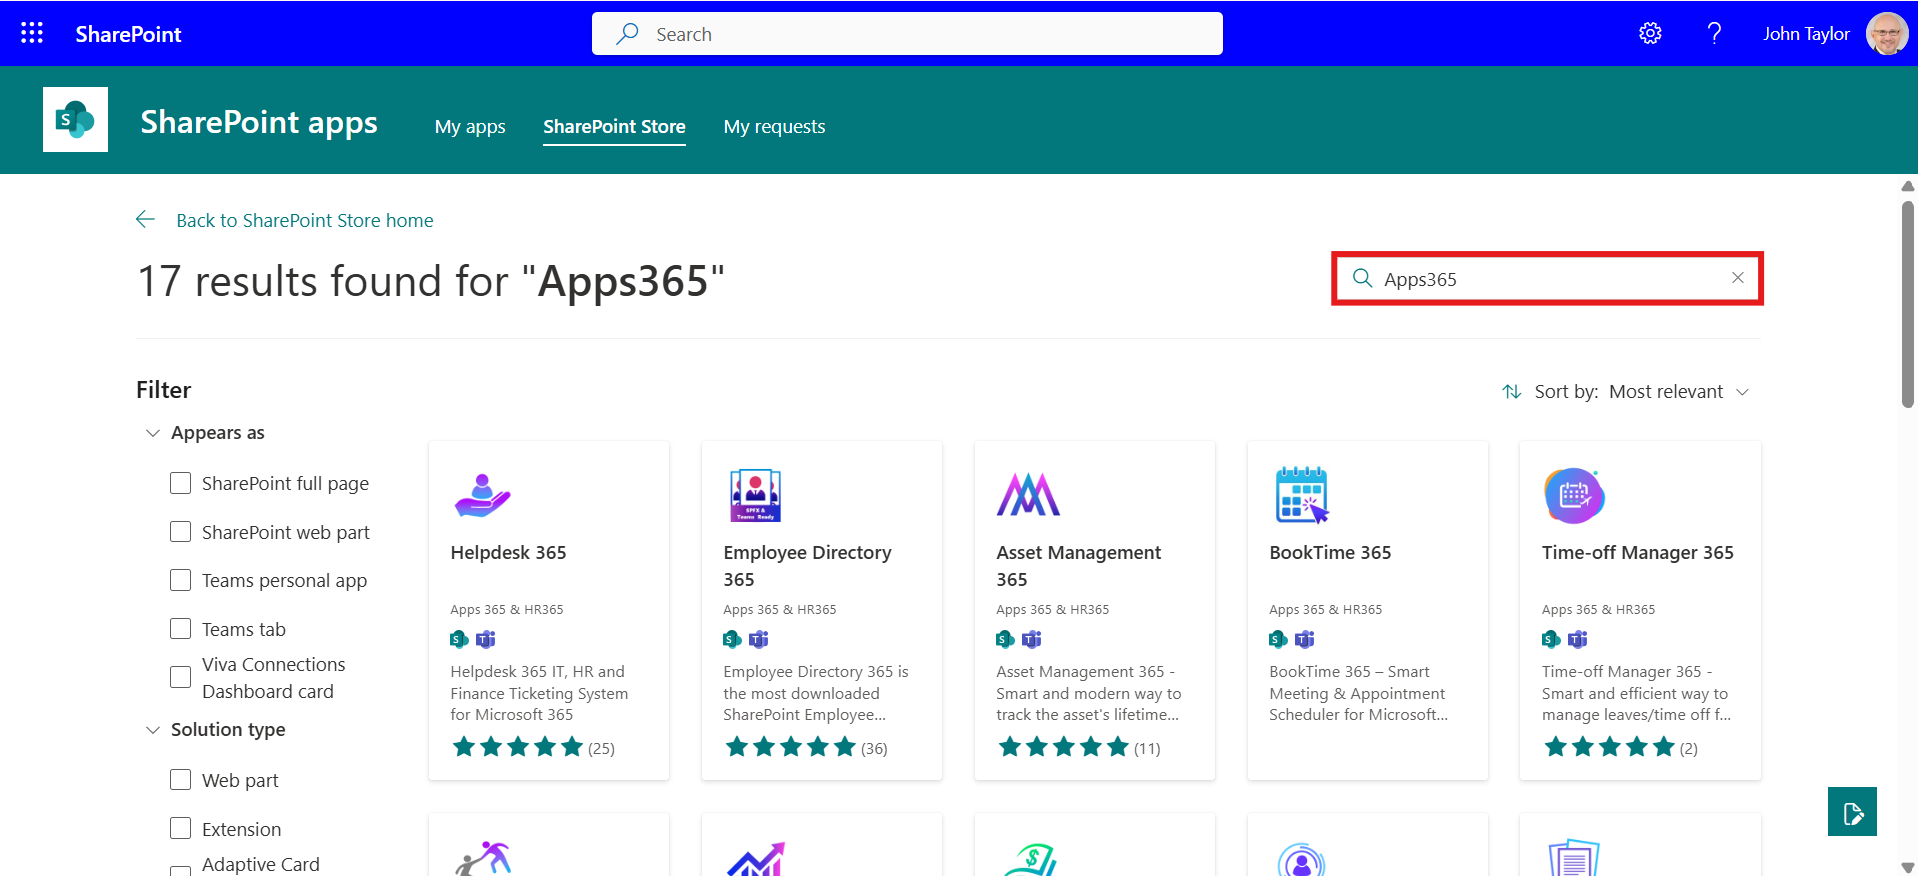 SharePoint
Search
John Taylor
SharePoint apps
My apps
SharePoint Store
My requests
Back to SharePoint Store home
17 results found for "Apps365"
Apps365
Filter
Sort by: Most relevant
Appears as
SharePoint full page
SharePoint web part
Teams personal app
Teams tab
Viva Connections
Dashboard card
Solution type
Web part
Extension
Adaptive Card
Helpdesk 365
Apps 365 & HR365
Helpdesk 365 IT, HR and
Finance Ticketing System
for Microsoft 365
(25)
SPFX &
Teams Ready
Employee Directory
365
Apps 365 & HR365
Employee Directory 365 is
the most downloaded
SharePoint Employee...
(36)
Asset Management
365
Apps 365 & HR365
Asset Management 365 -
Smart and modern way to
track the asset's lifetime...
(11)
BookTime 365
Apps 365 & HR365
BookTime 365 – Smart
Meeting & Appointment
Scheduler for Microsoft...
Time-off Manager 365
Apps 365 & HR365
Time-off Manager 365 -
Smart and efficient way to
manage leaves/time off f...
(2)